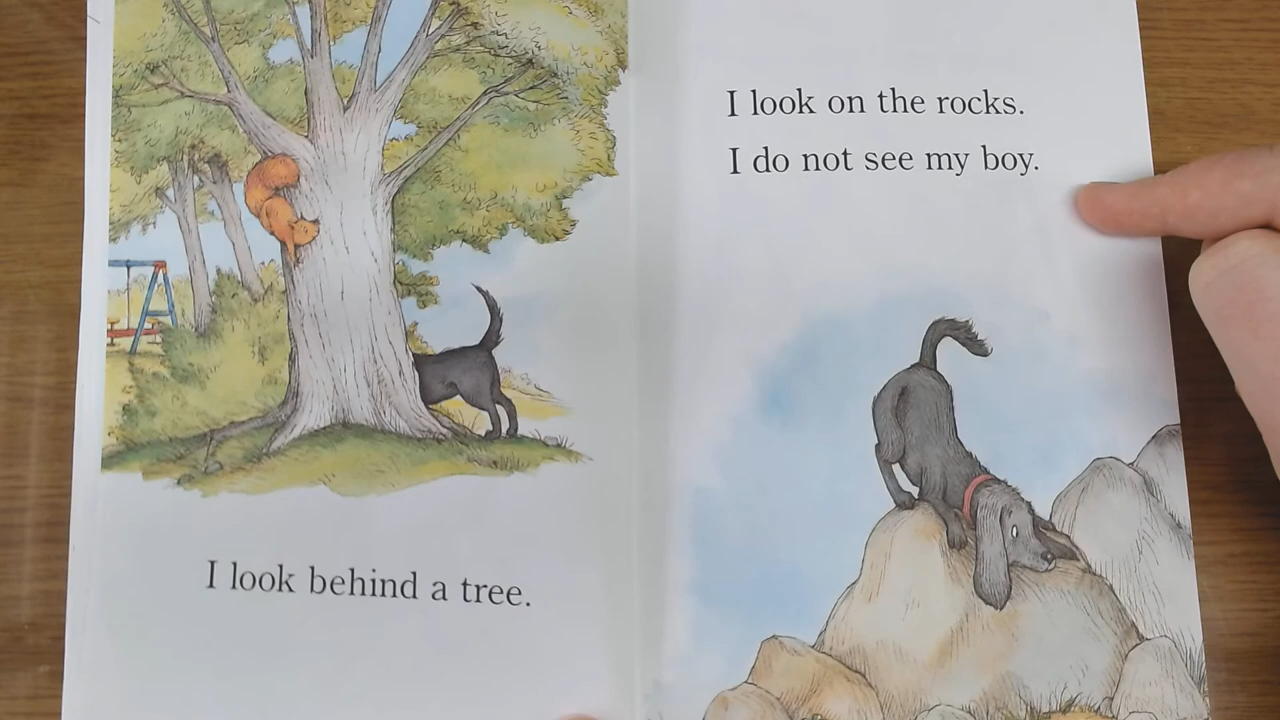 I look behind a tree.
I look on the rocks.
I do not see my boy.